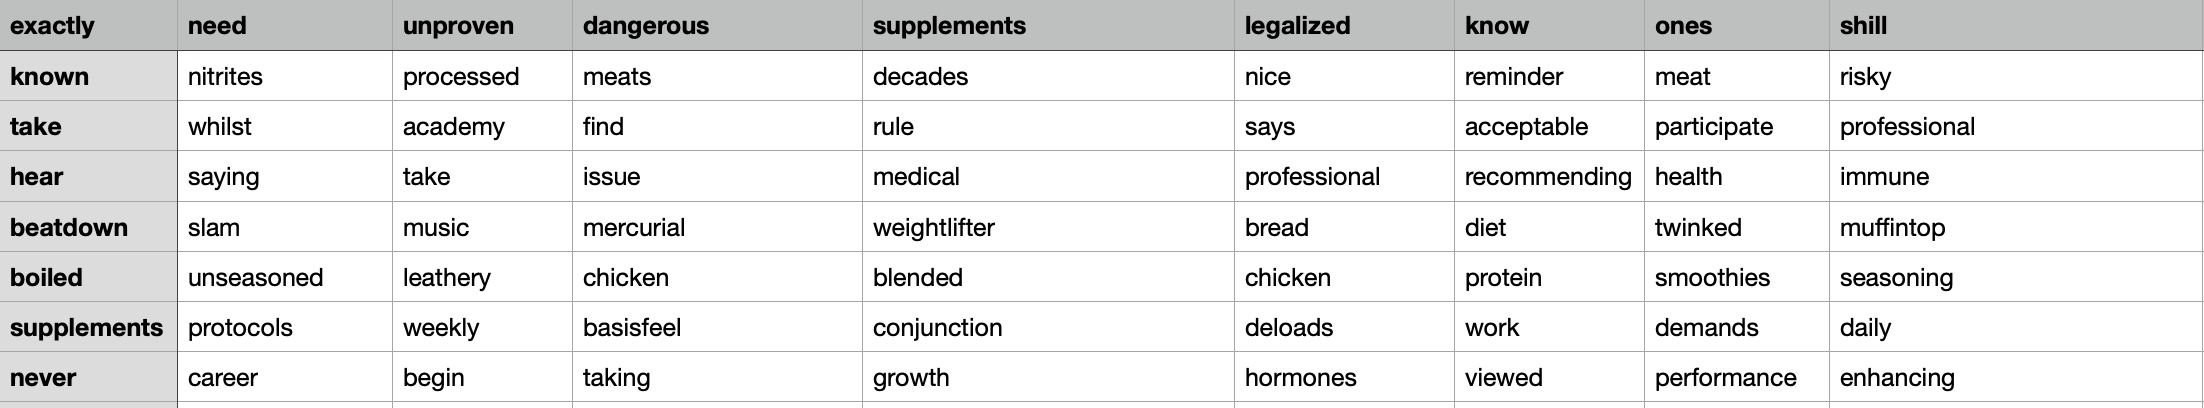 exactly need unproven dangerous supplements legalized know ones shill
known nitrites processed meats decades nice reminder meat risky
take whilst academy find rule says acceptable participate professional
hear saying take issue medical professional recommending health immune
beatdown slam music mercurial weightlifter bread diet twinked muffintop
boiled unseasoned leathery chicken blended chicken protein smoothies seasoning
supplements protocols weekly basisfeel conjunction deloads work demands daily
never career begin taking growth hormones viewed performance enhancing